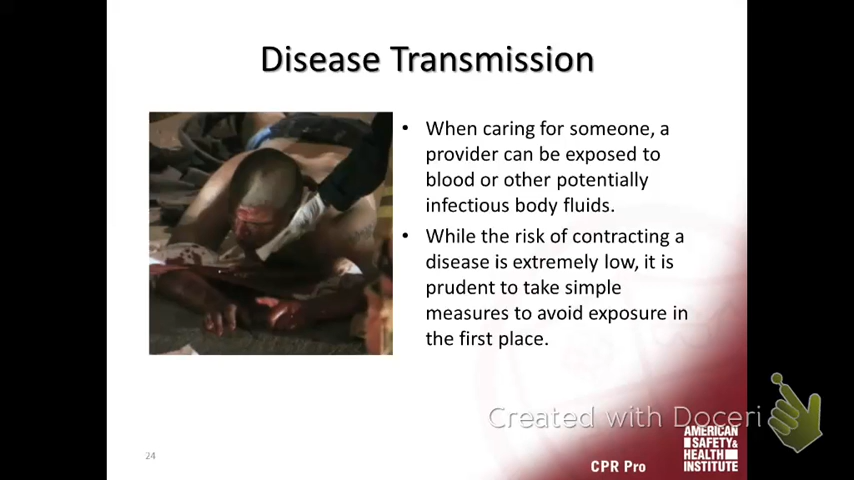 Disease Transmission
• When caring for someone, a
provider can be exposed to
blood or other potentially
infectious body fluids.
• While the risk of contracting a
disease is extremely low, it is
prudent to take simple
measures to avoid exposure in
the first place.
Created with Doceri
24
CPR Pro
AMERICAN
SAFETY&
HEALTH
INSTITUTE